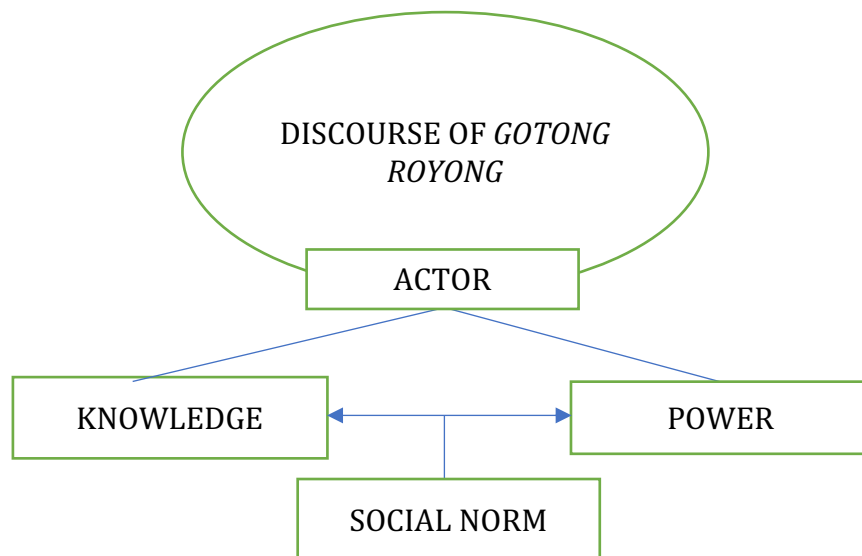 DISCOURSE OF GOTONG
ROYONG
ACTOR
KNOWLEDGE
POWER
SOCIAL NORM